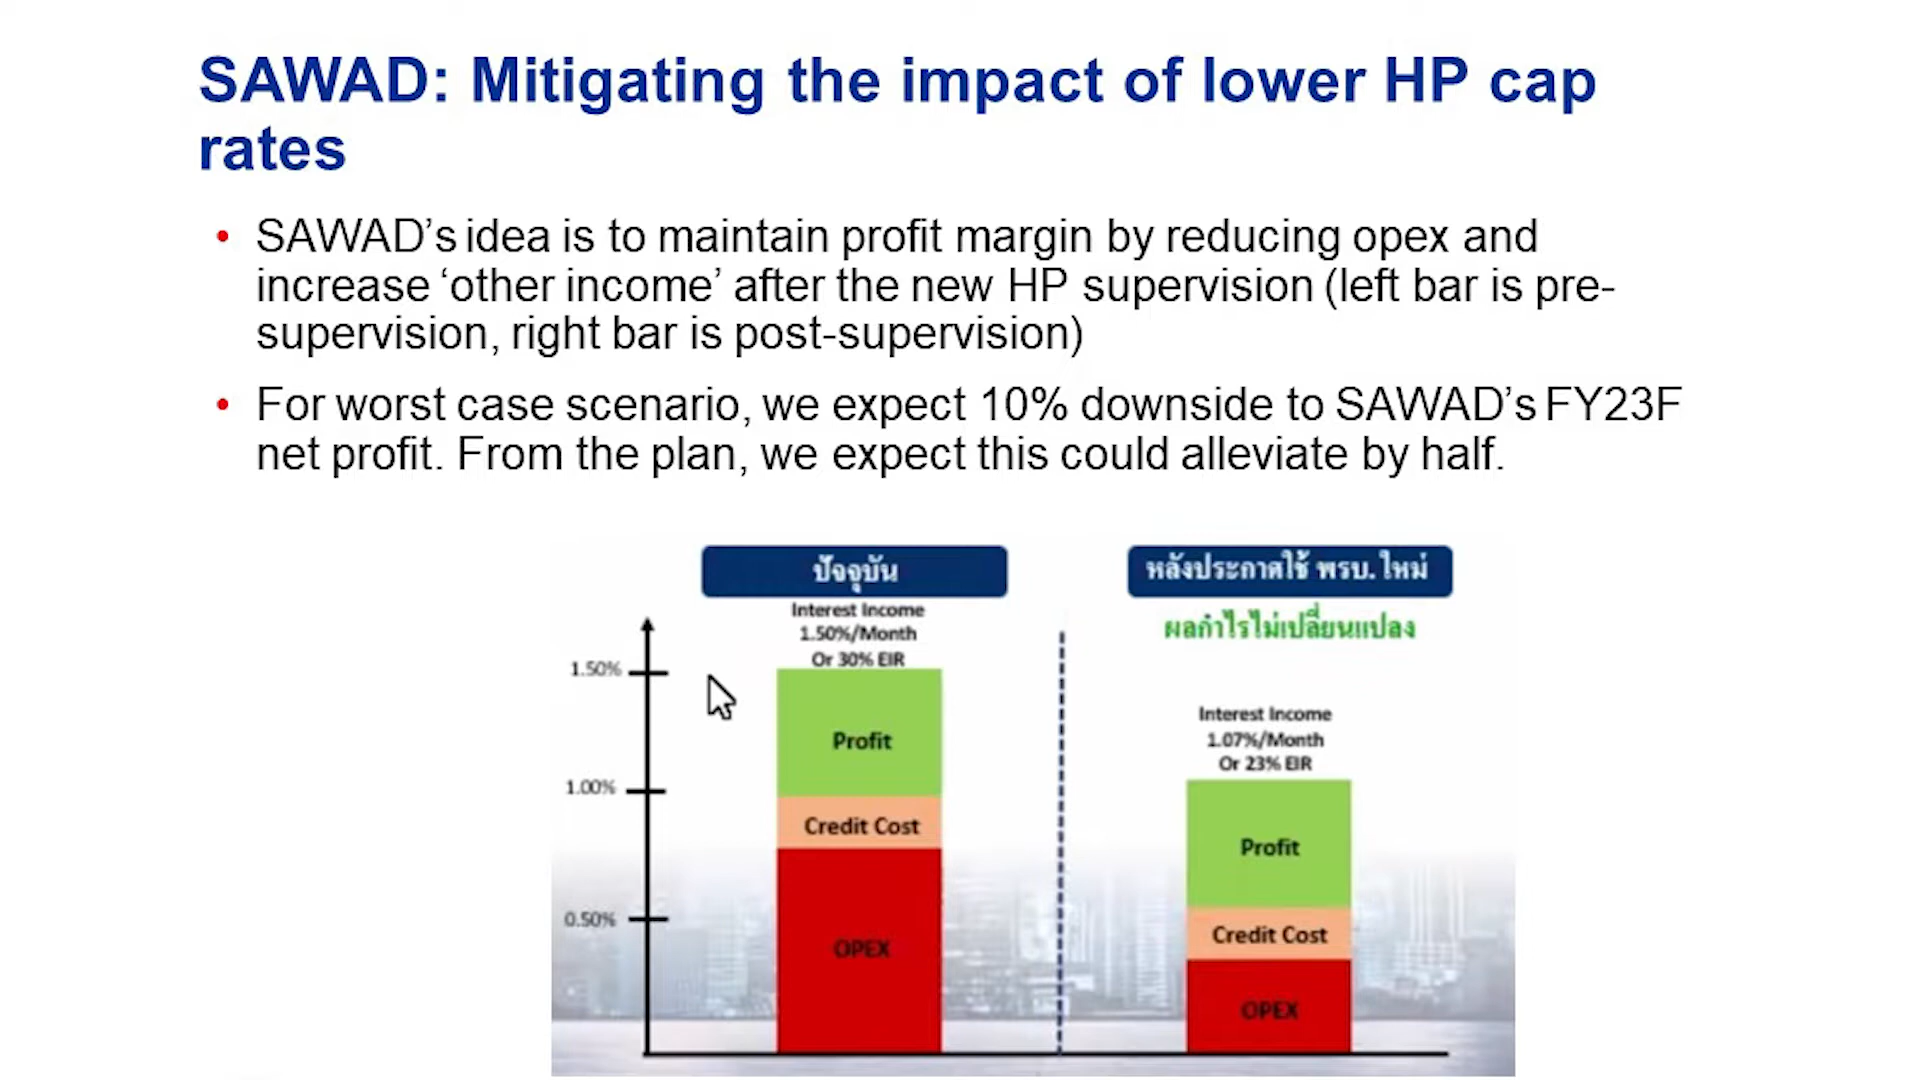 SAWAD: Mitigating the impact of lower HP cap
rates
• SAWAD’s idea is to maintain profit margin by reducing opex and
increase ‘other income’ after the new HP supervision (left bar is pre-
supervision, right bar is post-supervision)
• For worst case scenario, we expect 10% downside to SAWAD’s FY23F
net profit. From the plan, we expect this could alleviate by half.
ปัจจุบัน
Interest Income
1.50%/Month
Or 30% EIR
1.50%
1.00%
0.50%
Profit
Credit Cost
OPEX
หลังประกาศใช้ พรบ. ใหม่
ผลกำไรไม่เปลี่ยนแปลง
Interest Income
1.07%/Month
Or 23% EIR
Profit
Credit Cost
OPEX